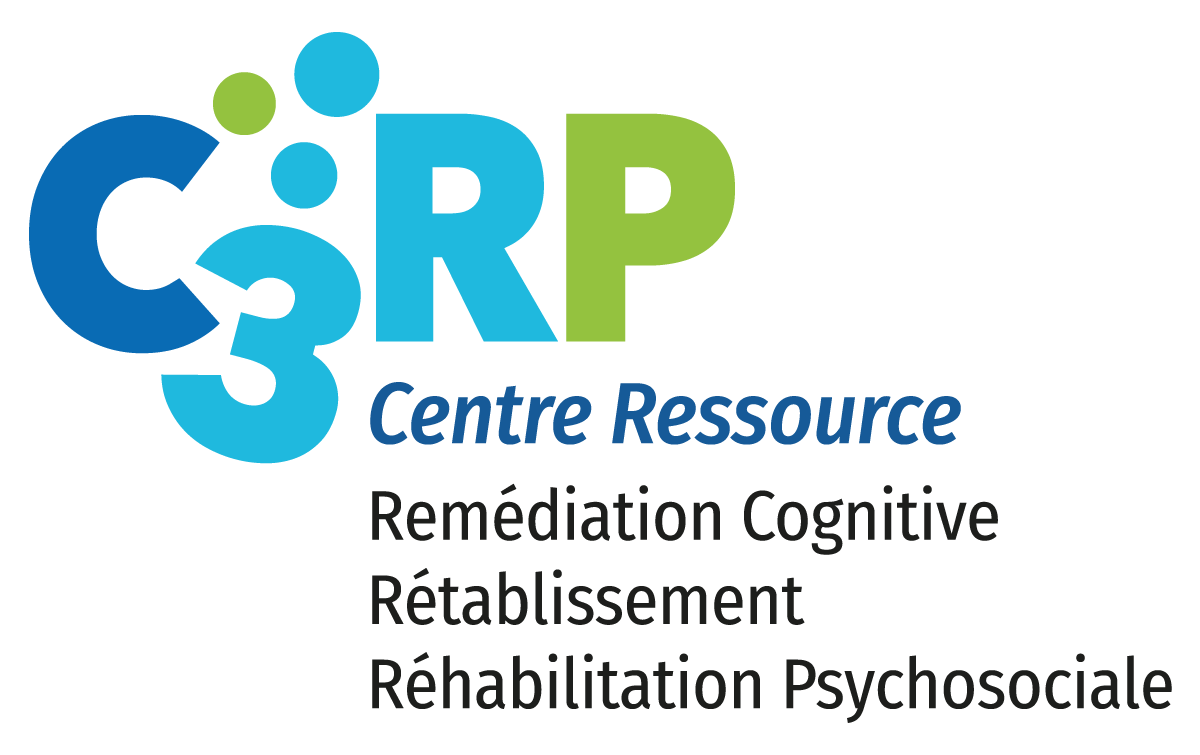 C3RP
Centre Ressource
Remédiation Cognitive
Rétablissement
Réhabilitation Psychosociale